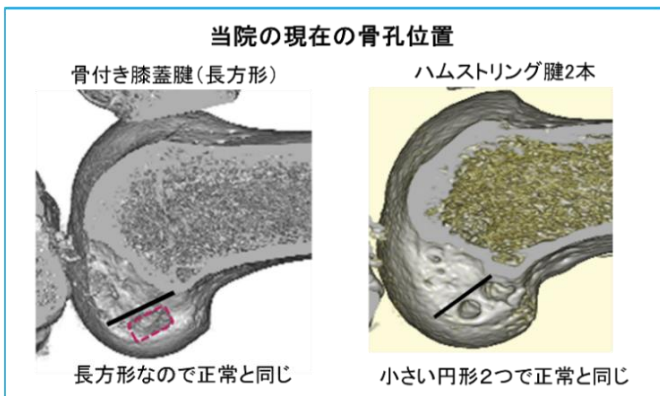 当院の現在の骨孔位置
骨付き膝蓋腱(長方形)
ハムストリング腱2本
長方形なので正常と同じ
小さい円形2つで正常と同じ